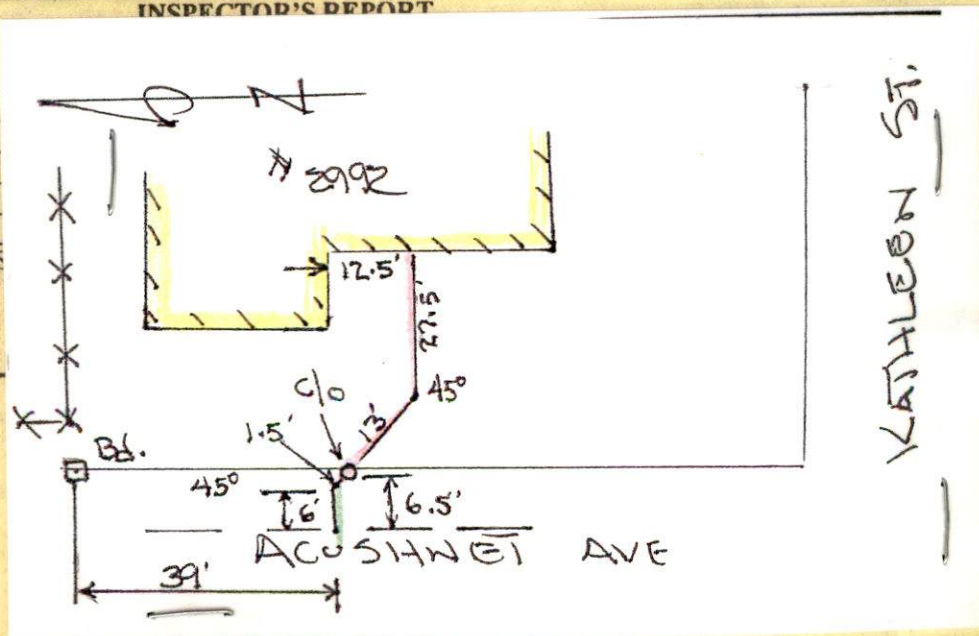 INSPECTOR'S REPORT
N
# 2992
KATHLEEN ST.
12.5'
27.5'
45°
C/O
13'
1.5'
Bd.
45°
6'
6.5'
ACUSHNET AVE
39'